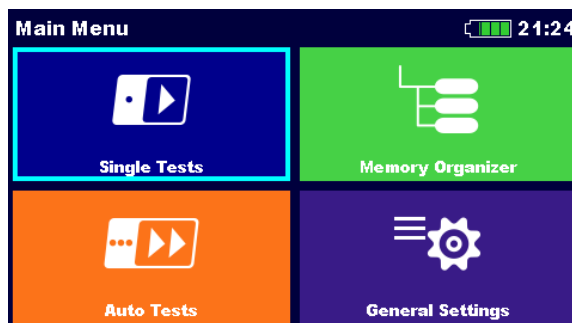 Main Menu 21:24
Single Tests Memory Organizer
Auto Tests General Settings